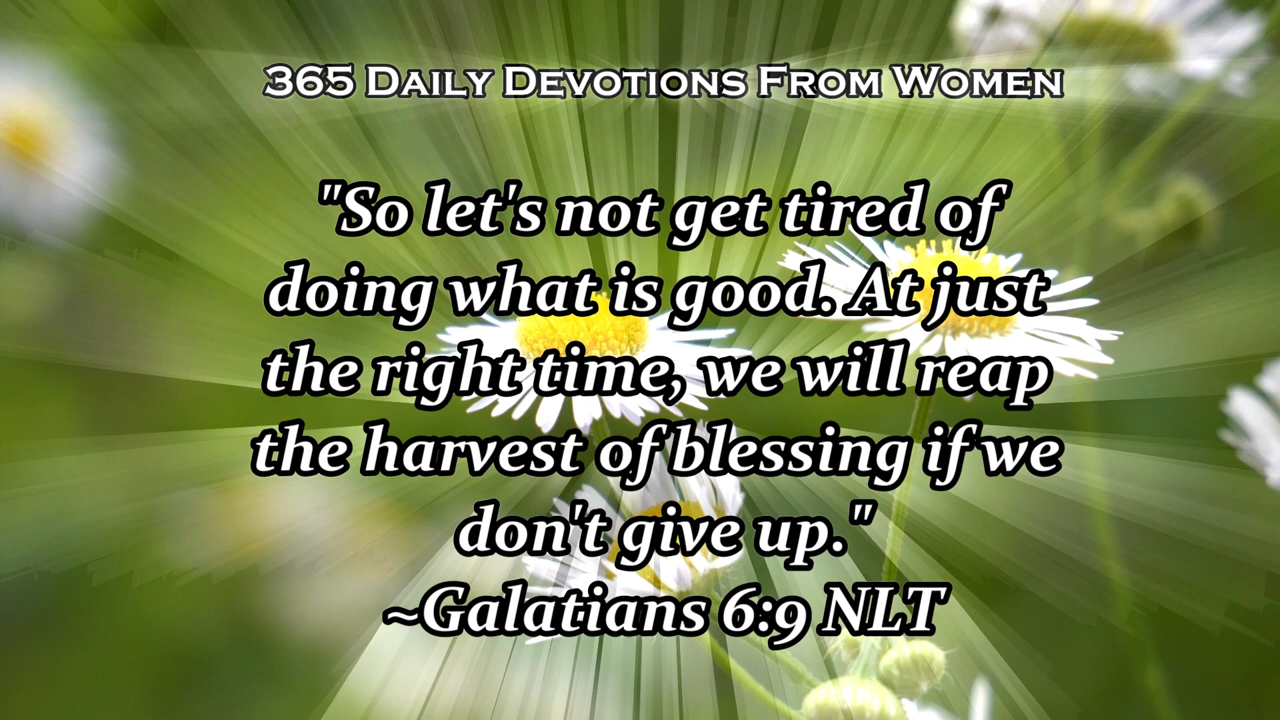 365 Daily Devotions From Women
"So let's not get tired of
doing what is good. At just
the right time, we will reap
the harvest of blessing if we
don't give up."
~Galatians 6:9 NLT